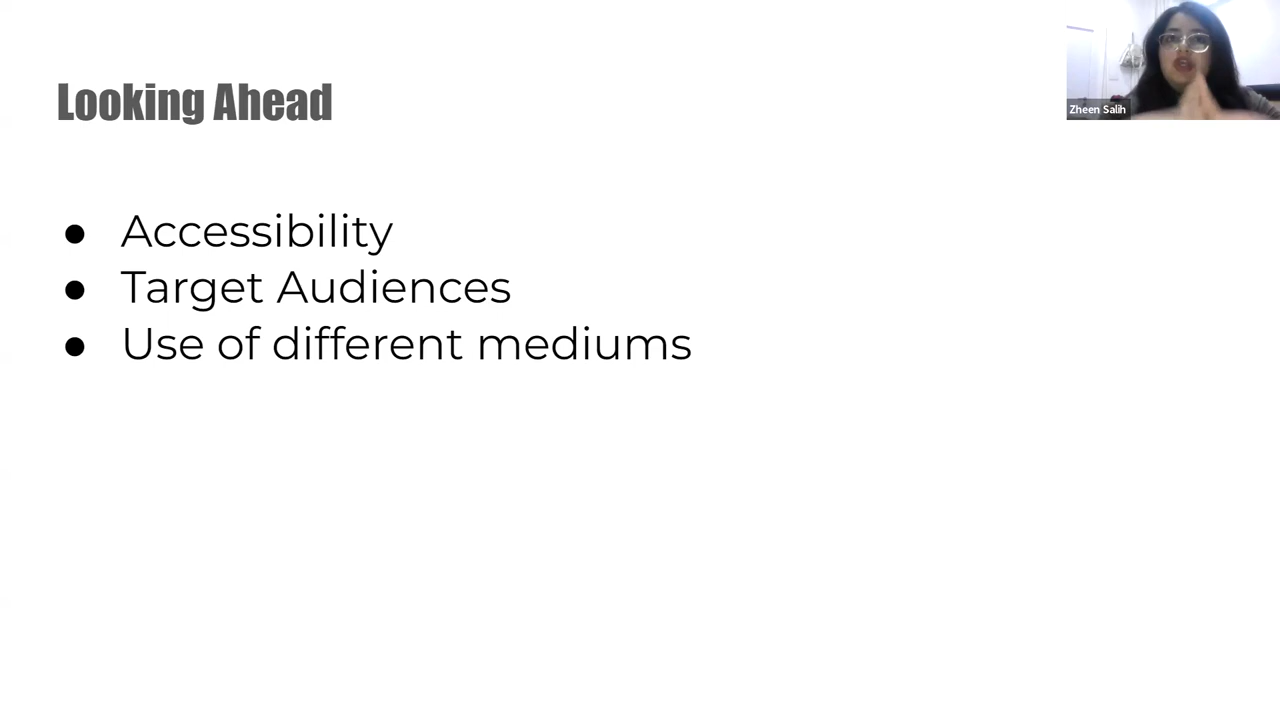 Looking Ahead
Zheen Salih
● Accessibility
● Target Audiences
● Use of different mediums